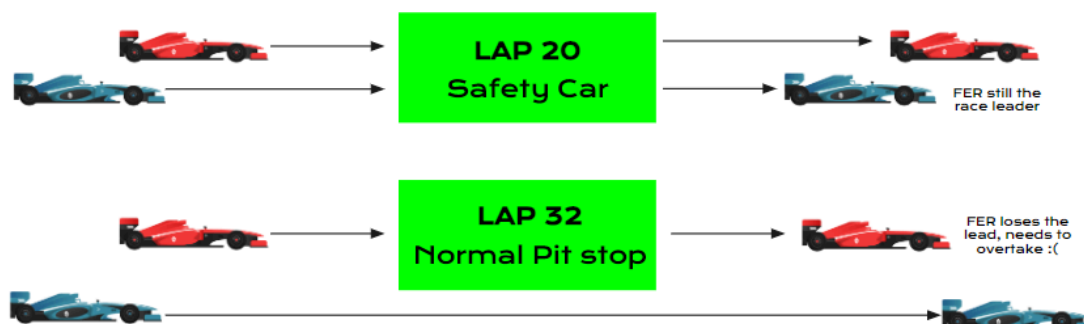 LAP 20
Safety Car
FER still the
race leader
LAP 32
Normal Pit stop
FER loses the
lead, needs to
overtake :(